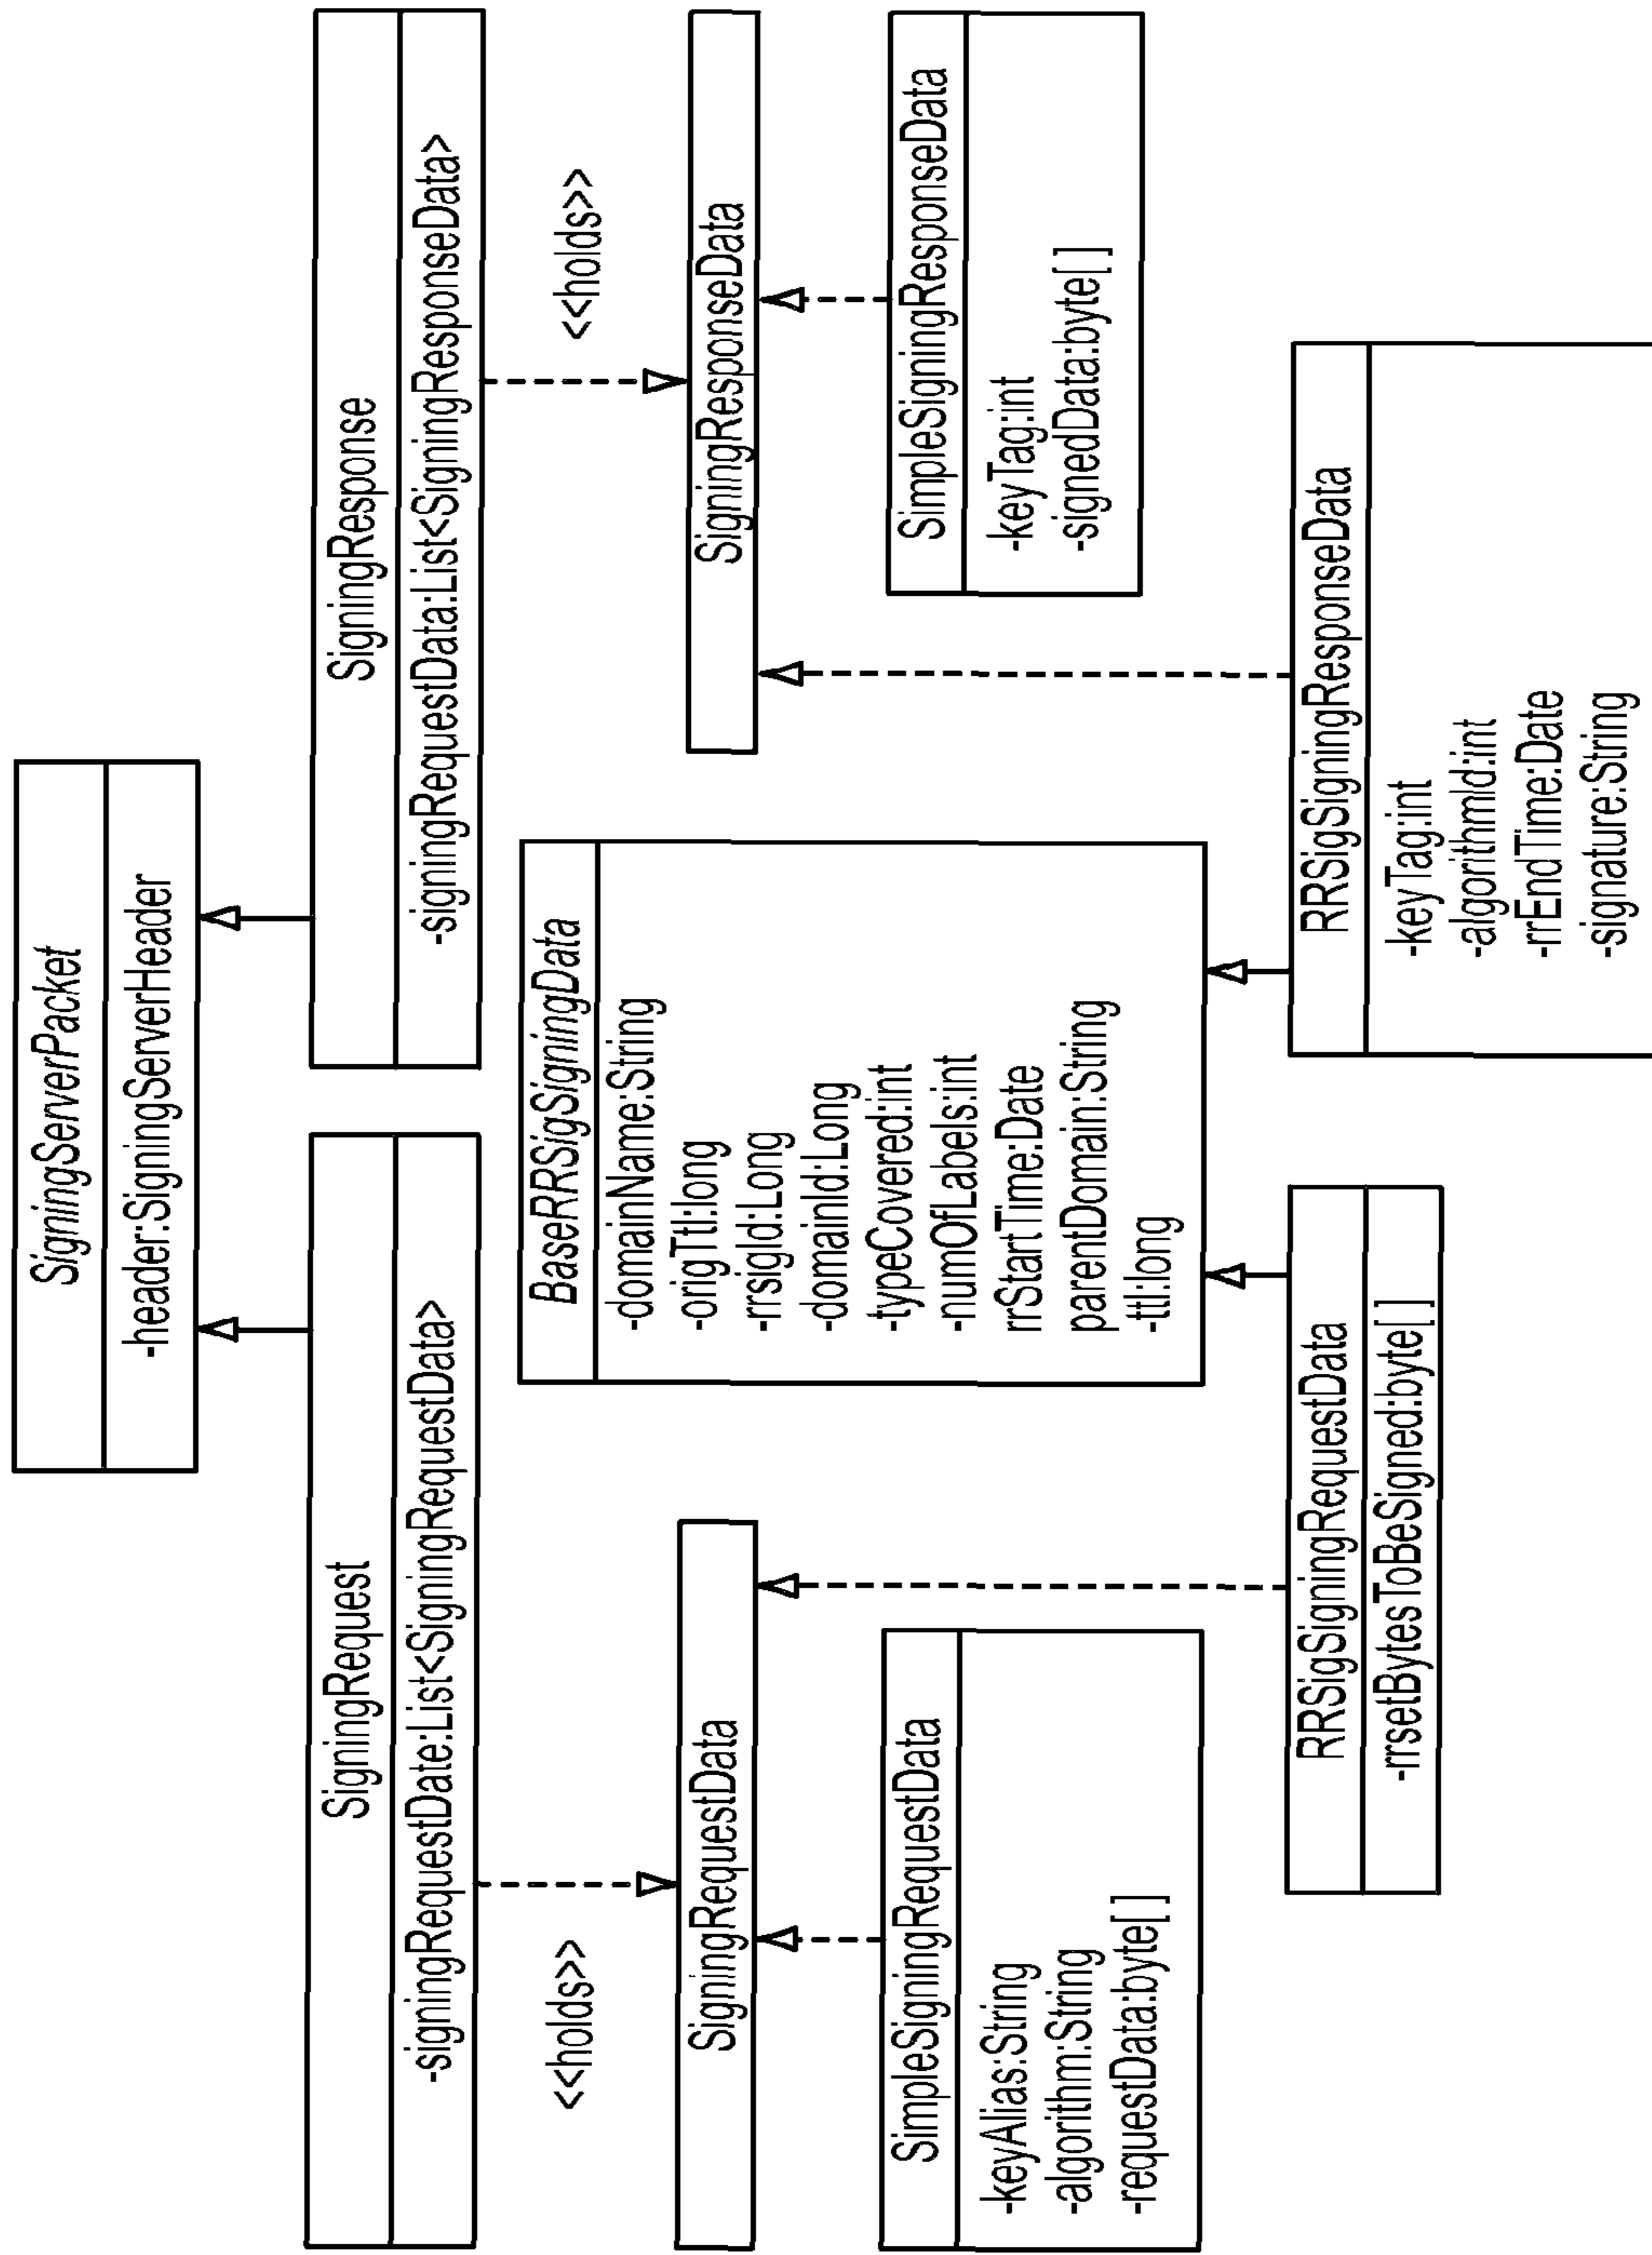 SigningServerPacket
-header:SigningServerHeader
SigningRequest
-signingRequestDate:List<SigningRequestData>
SigningResponse
-signingRequestData:List<SigningResponseData>
<<holds>>
<<holds>>
SigningRequestData
BaseRRSigSigningData
-domainName:String
-origTtl:long
-rrsigId:Long
-domainId:Long
-typeCovered:int
-numOfLabels:int
rrStartTime:Date
parentDomain:String
-ttl:long
SigningResponseData
SimpleSigningRequestData
-keyAlias:String
-algorithm:String
-requestData:byte[]
SimpleSigningResponseData
-keyTag:int
-signedData:byte[ ]
RRSigSigningRequestData
-rrsetBytesToBeSigned:byte[ ]
RRSigSigningResponseData
-keyTag:int
-algorithmId:int
-rrEndTime:Date
-signature:String